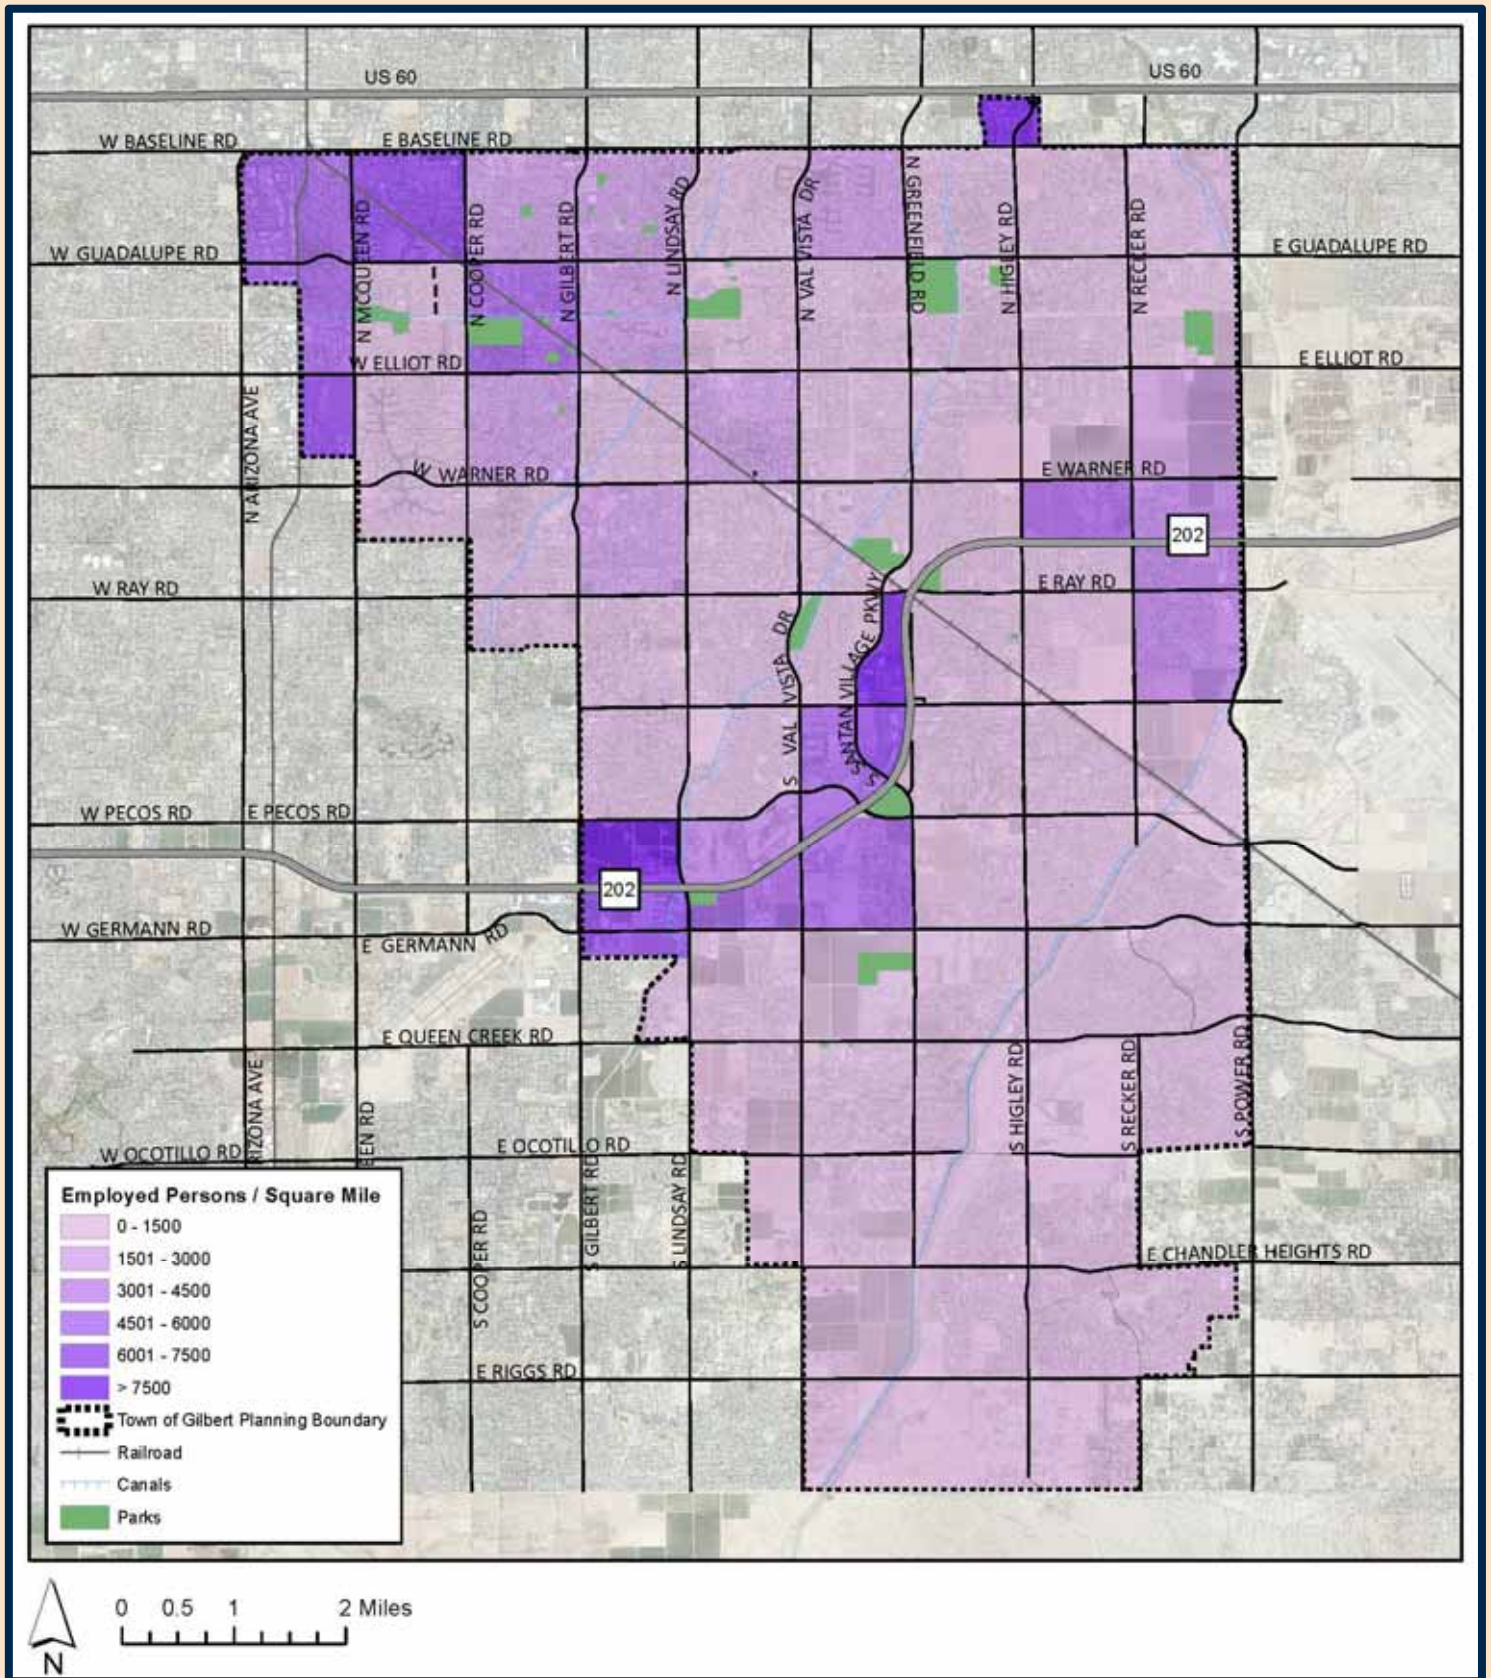 US 60
US 60
W BASELINE RD
E BASELINE RD
W GUADALUPE RD
N MCQUEEN RD
N COOPER RD
N GILBERT RD
N LINDSAY RD
N VAL VISTA DR
N GREENFIELD RD
N HIGLEY RD
N RECKER RD
E GUADALUPE RD
W ELLIOT RD
E ELLIOT RD
N ARIZONA AVE
W WARNER RD
E WARNER RD
202
W RAY RD
E RAY RD
S VAL VISTA DR
S SANTAN VILLAGE PKWY
W PECOS RD
E PECOS RD
202
W GERMANN RD
E GERMANN RD
E QUEEN CREEK RD
RIZONA AVE
EEN RD
S HIGLEY RD
S RECKER RD
S POWER RD
W OCOTILLO RD
E OCOTILLO RD
S COOPER RD
S GILBERT RD
S LINDSAY RD
E CHANDLER HEIGHTS RD
E RIGGS RD
Employed Persons / Square Mile
0 - 1500
1501 - 3000
3001 - 4500
4501 - 6000
6001 - 7500
> 7500
Town of Gilbert Planning Boundary
Railroad
Canals
Parks
0 0.5 1 2 Miles
N